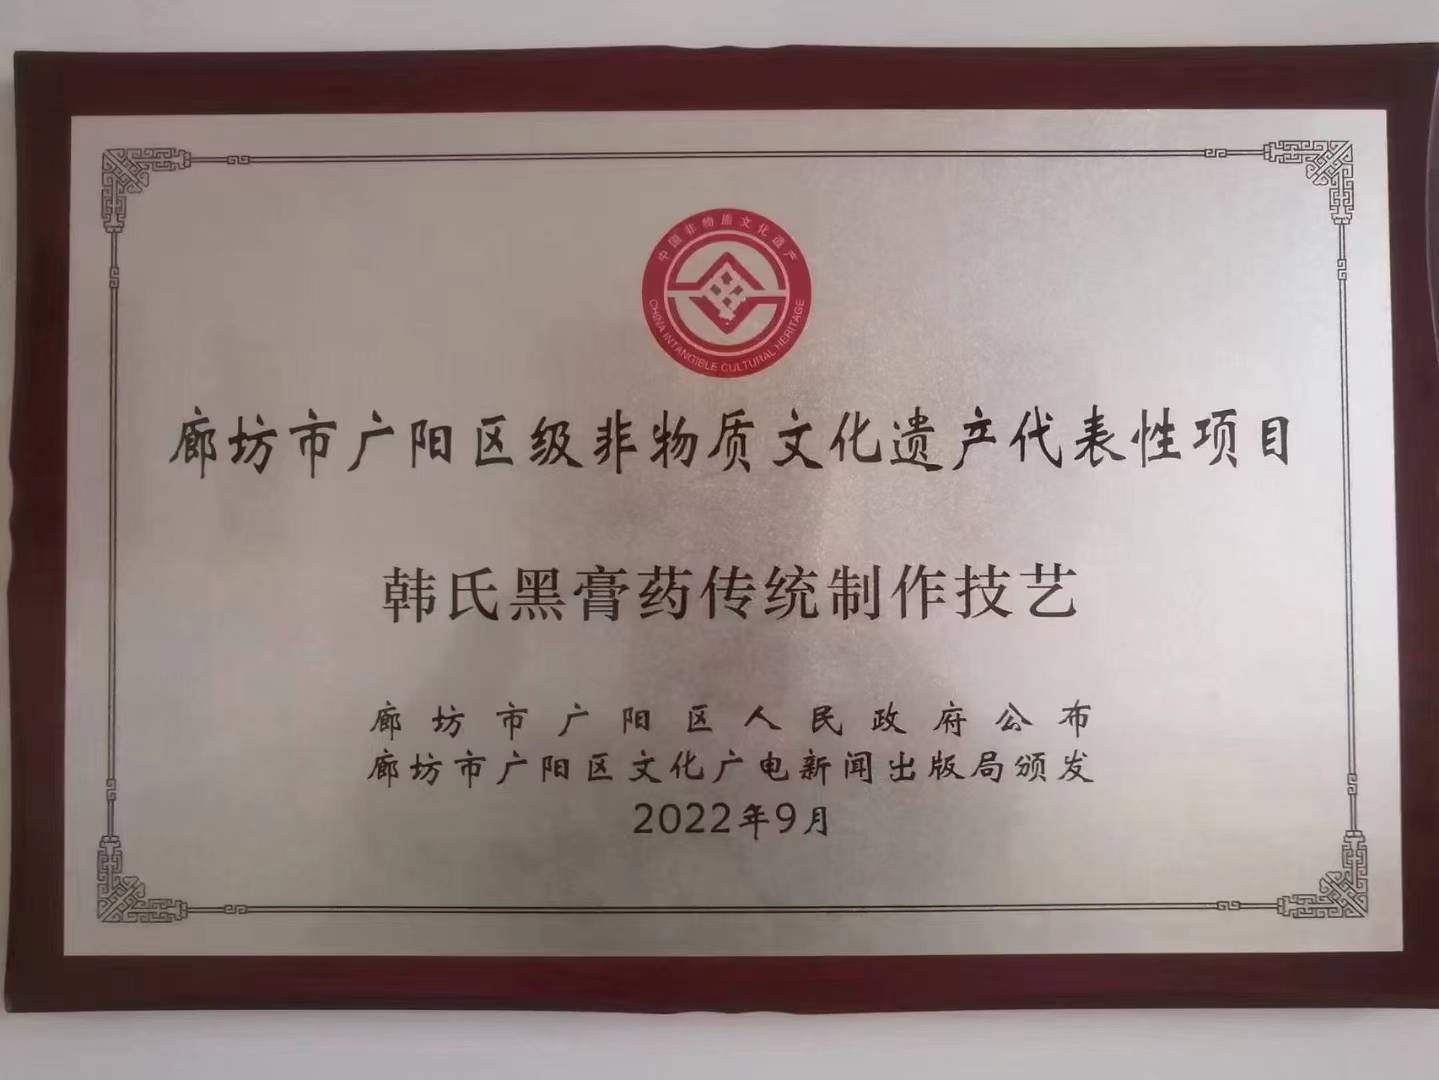 中国非物质文化遗产
CHINA INTANGIBLE CULTURAL HERITAGE
廊坊市广阳区级非物质文化遗产代表性项目
韩氏黑膏药传统制作技艺
廊坊市广阳区人民政府公布
廊坊市广阳区文化广电新闻出版局颁发
2022年9月